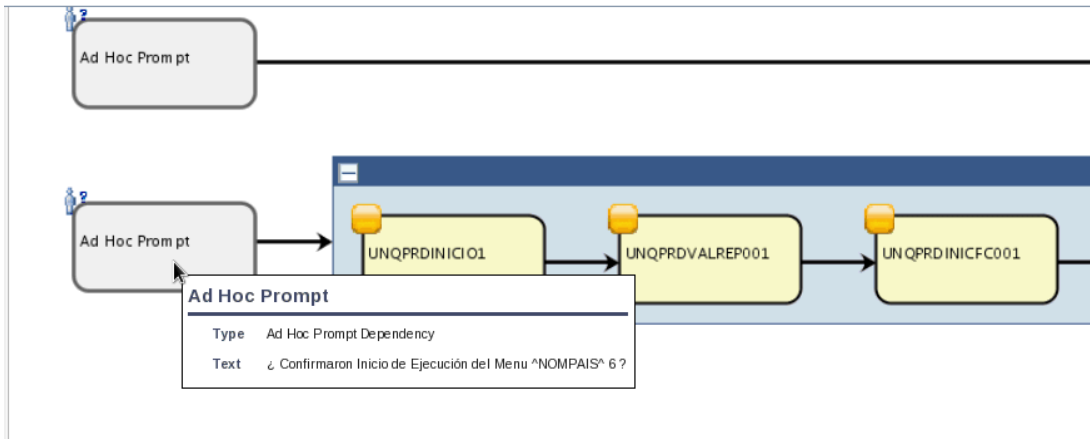 Ad Hoc Prompt
Ad Hoc Prompt
UNQPRDINICIO1
UNQPRDVALREP001
UNQPRDINICFC001
Ad Hoc Prompt
Type Ad Hoc Prompt Dependency
Text ¿ Confirmaron Inicio de Ejecución del Menu ^NOMPAIS^ 6 ?